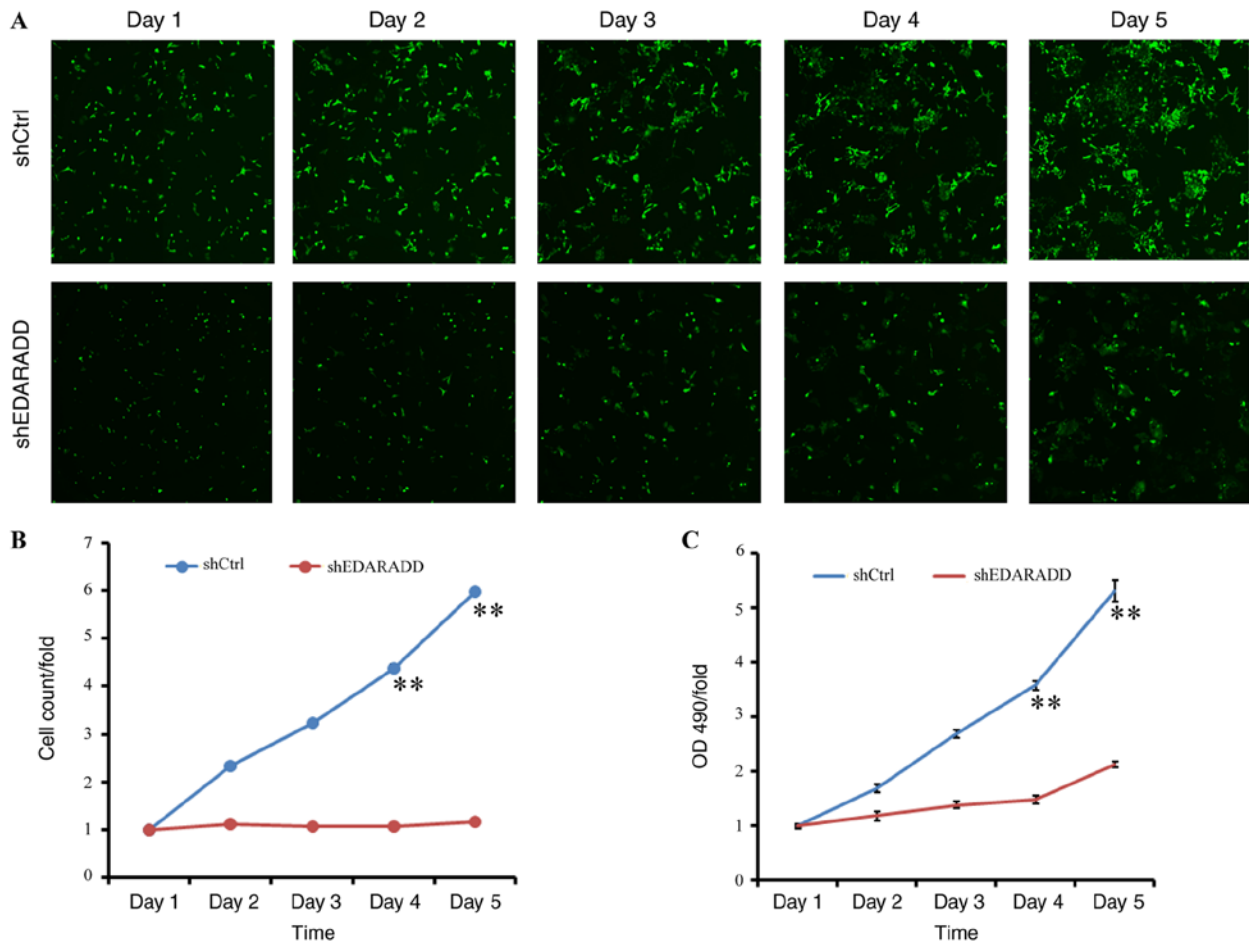 A
Day 1 Day 2 Day 3 Day 4 Day 5
shCtrl
shEDARADD
B
7
6
5
4
3
2
1
0
shCtrl shEDARADD
Cell count/fold
**
**
Day 1 Day 2 Day 3 Day 4 Day 5
Time
C
6
5
4
3
2
1
0
shCtrl shEDARADD
OD 490/fold
**
**
Day 1 Day 2 Day 3 Day 4 Day 5
Time